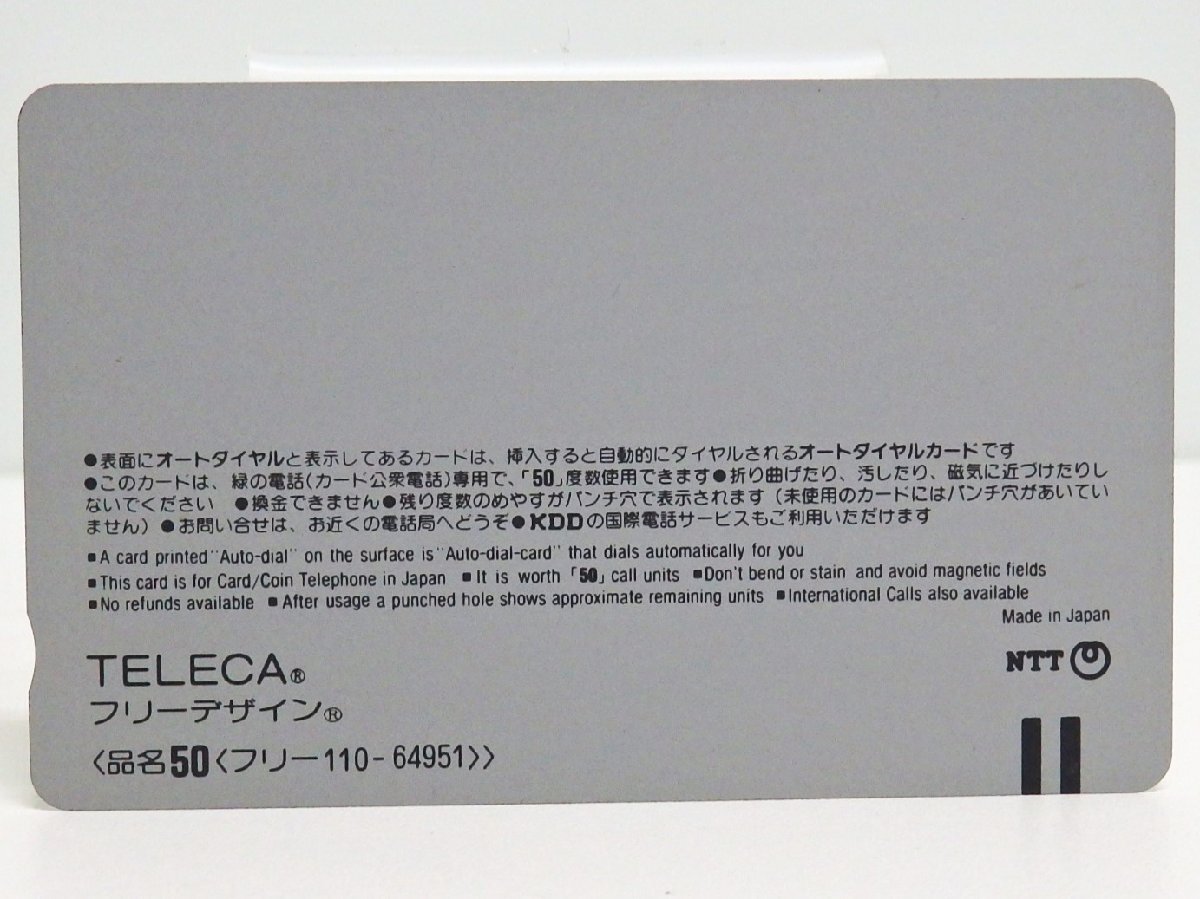 ●表面にオートダイヤルと表示してあるカードは、挿入すると自動的にダイヤルされるオートダイヤルカードです
●このカードは、緑の電話(カード公衆電話)専用で、「50」度数使用できます●折り曲げたり、汚したり、磁気に近づけたりし
ないでください ●換金できません●残り度数のめやすがパンチ穴で表示されます(未使用のカードにはパンチ穴があいてい
ません)●お問い合せは、お近くの電話局へどうぞ●KDDの国際電話サービスもご利用いただけます
■A card printed "Auto-dial" on the surface is "Auto-dial-card" that dials automatically for you
■This card is for Card/Coin Telephone in Japan ■It is worth「50」call units ■Don't bend or stain and avoid magnetic fields
■No refunds available ■After usage a punched hole shows approximate remaining units ■International Calls also available
Made in Japan
TELECA®
NTT
フリーデザイン®
〈品名50〈フリー110-64951〉〉